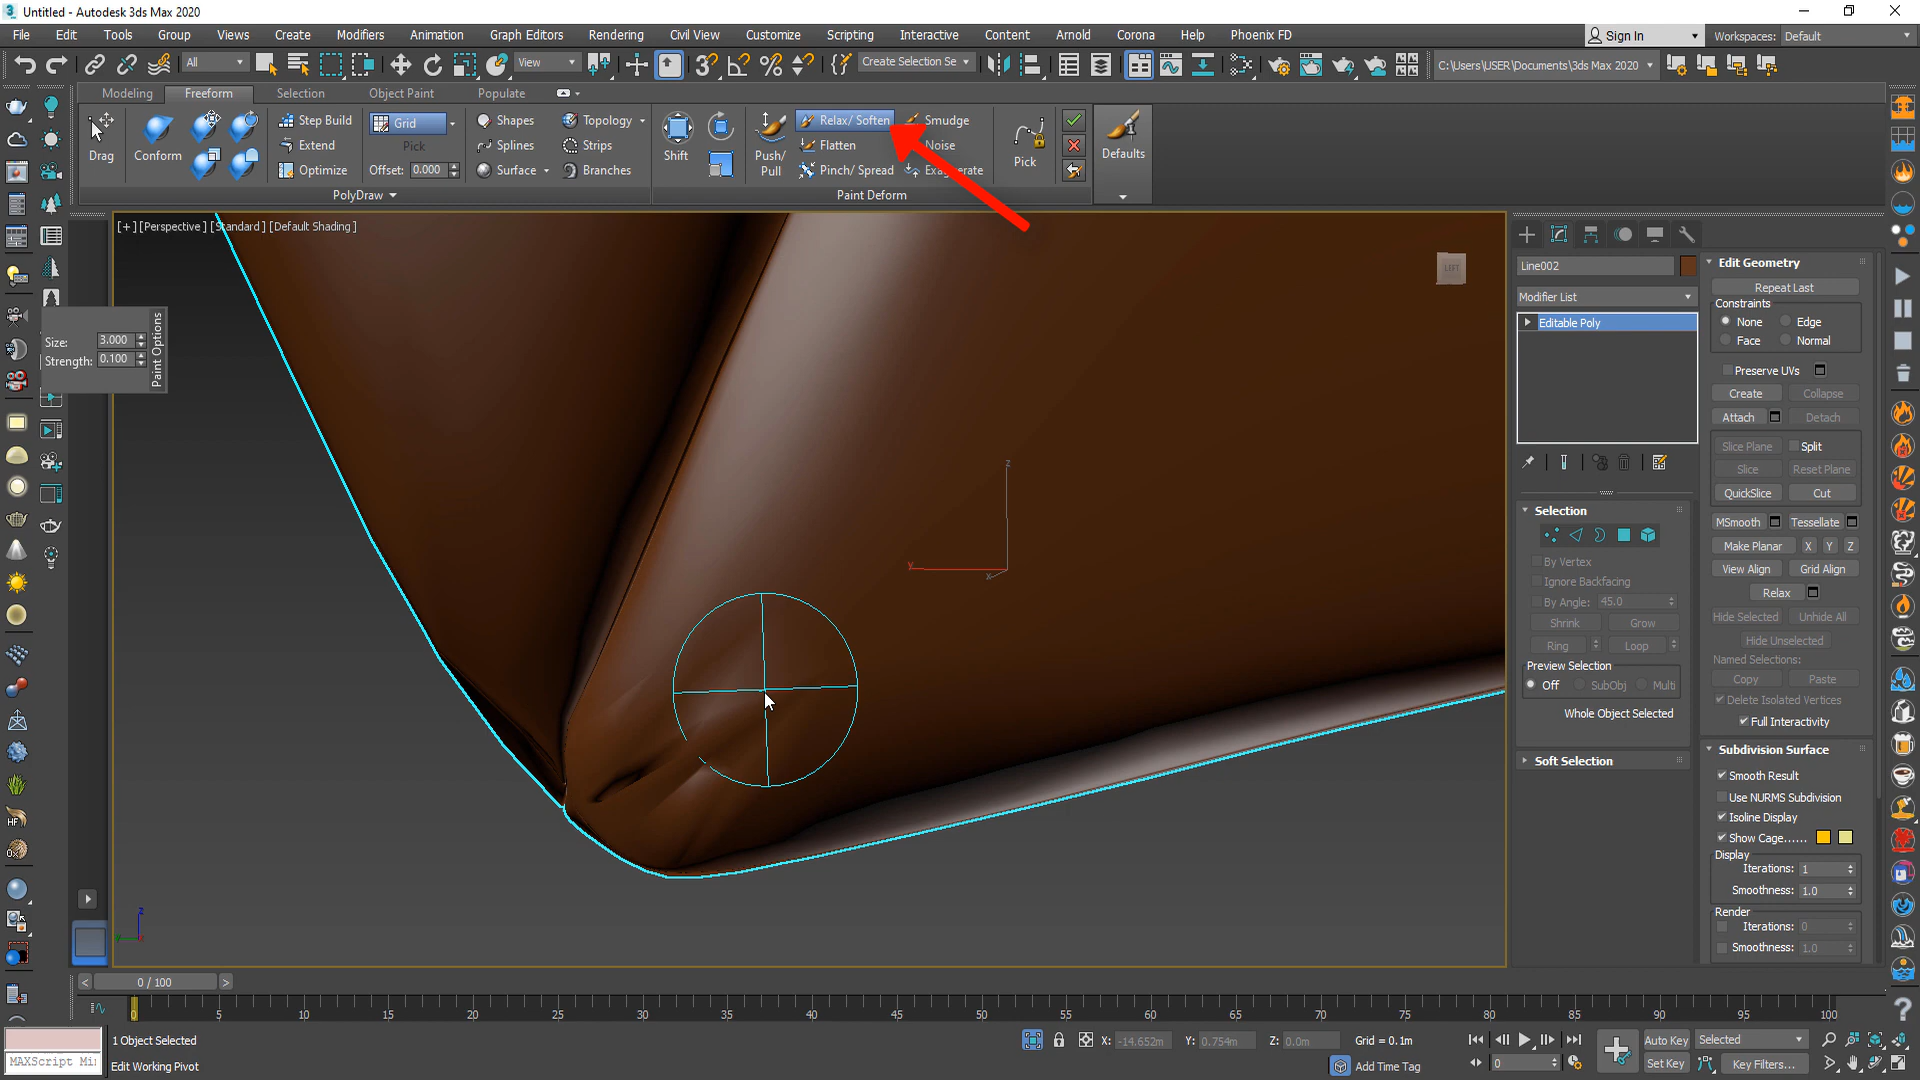 Untitled - Autodesk 3ds Max 2020
File Edit Tools Group Views Create Modifiers Animation Graph Editors Rendering Civil View Customize Scripting Interactive Content Arnold Corona Help Phoenix FD Sign In Workspaces: Default
All View Create Selection Se C:\Users\USER\Documents\3ds Max 2020
Modeling Freeform Selection Object Paint Populate
Step Build Grid Shapes Topology Relax/ Soften Smudge
Drag Conform Extend Pick Splines Strips Shift Push/ Pull Flatten Noise Pick Defaults
Optimize Offset: 0.000 Surface Branches Pinch/ Spread
PolyDraw Paint Deform
[+] [Perspective ] [Standard ] [Default Shading ]
LEFT
Size: 3.000
Strength: 0.100
Paint Options
z
y
x
z
y
x
Line002
Modifier List
Editable Poly
Selection
By Vertex
Ignore Backfacing
By Angle: 45.0
Shrink Grow
Ring Loop
Preview Selection
Off SubObj Multi
Whole Object Selected
Soft Selection
Edit Geometry
Repeat Last
Constraints
None Edge
Face Normal
Preserve UVs
Create Collapse
Attach Detach
Slice Plane Split
Slice Reset Plane
QuickSlice Cut
MSmooth Tessellate
Make Planar X Y Z
View Align Grid Align
Relax
Hide Selected Unhide All
Hide Unselected
Named Selections:
Copy Paste
Delete Isolated Vertices
Full Interactivity
Subdivision Surface
Smooth Result
Use NURMS Subdivision
Isoline Display
Show Cage......
Display
Iterations: 1
Smoothness: 1.0
Render
Iterations: 0
Smoothness: 1.0
HF
OX
< 0 / 100 >
0 5 10 15 20 25 30 35 40 45 50 55 60 65 70 75 80 85 90 95 100
1 Object Selected X: -14.652m Y: 0.754m Z: 0.0m Grid = 0.1m Auto Key Selected
MAXScript Mi Edit Working Pivot Add Time Tag 0 Set Key Key Filters...